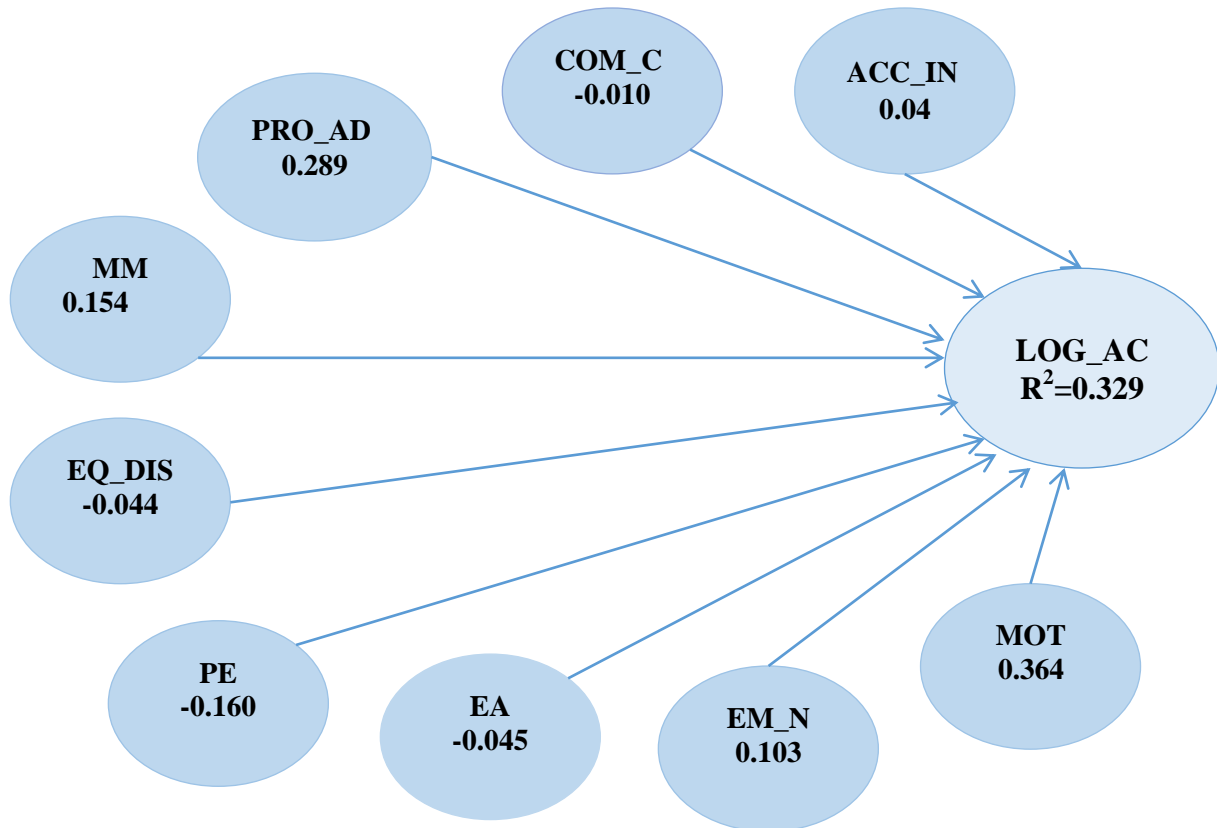 COM_C
-0.010
ACC_IN
0.04
PRO_AD
0.289
MM
0.154
LOG_AC
R²=0.329
EQ_DIS
-0.044
PE
-0.160
EA
-0.045
EM_N
0.103
MOT
0.364